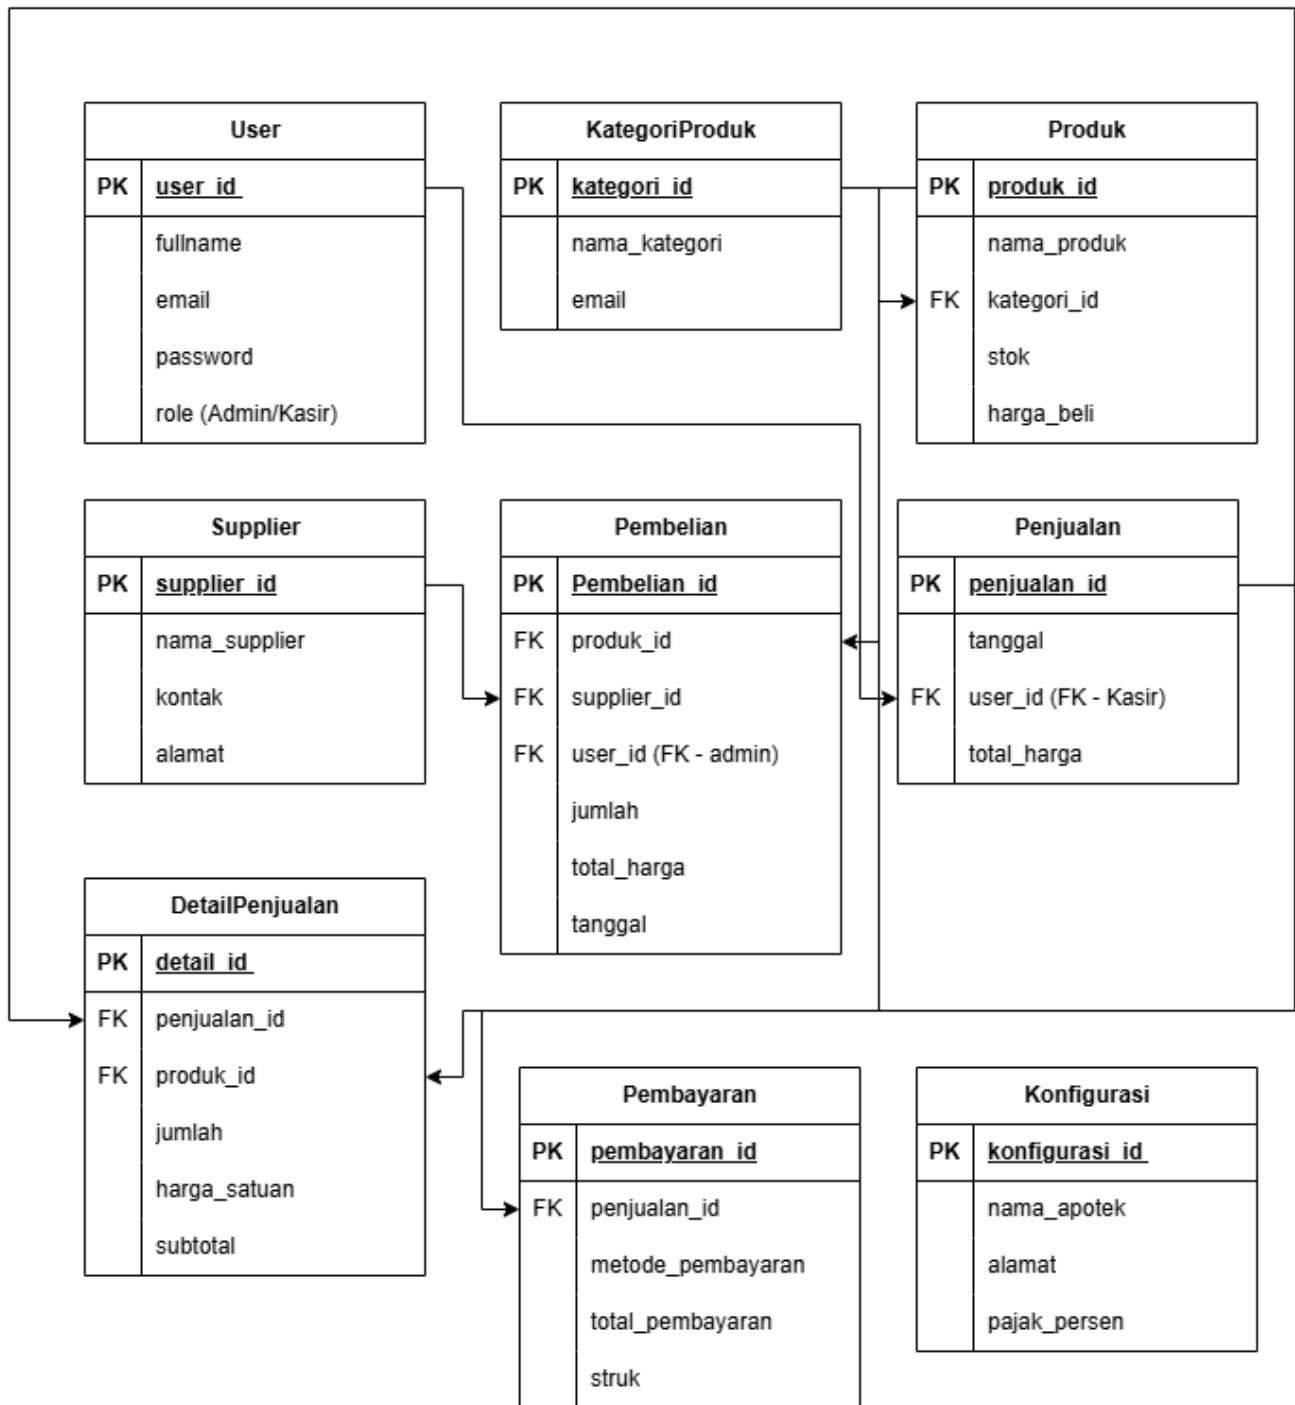 User
PK user_id
fullname
email
password
role (Admin/Kasir)
KategoriProduk
PK kategori_id
nama_kategori
email
Produk
PK produk_id
nama_produk
FK kategori_id
stok
harga_beli
Supplier
PK supplier_id
nama_supplier
kontak
alamat
Pembelian
PK Pembelian_id
FK produk_id
FK supplier_id
FK user_id (FK - admin)
jumlah
total_harga
tanggal
Penjualan
PK penjualan_id
tanggal
FK user_id (FK - Kasir)
total_harga
DetailPenjualan
PK detail_id
FK penjualan_id
FK produk_id
jumlah
harga_satuan
subtotal
Pembayaran
PK pembayaran_id
FK penjualan_id
metode_pembayaran
total_pembayaran
struk
Konfigurasi
PK konfigurasi_id
nama_apotek
alamat
pajak_persen